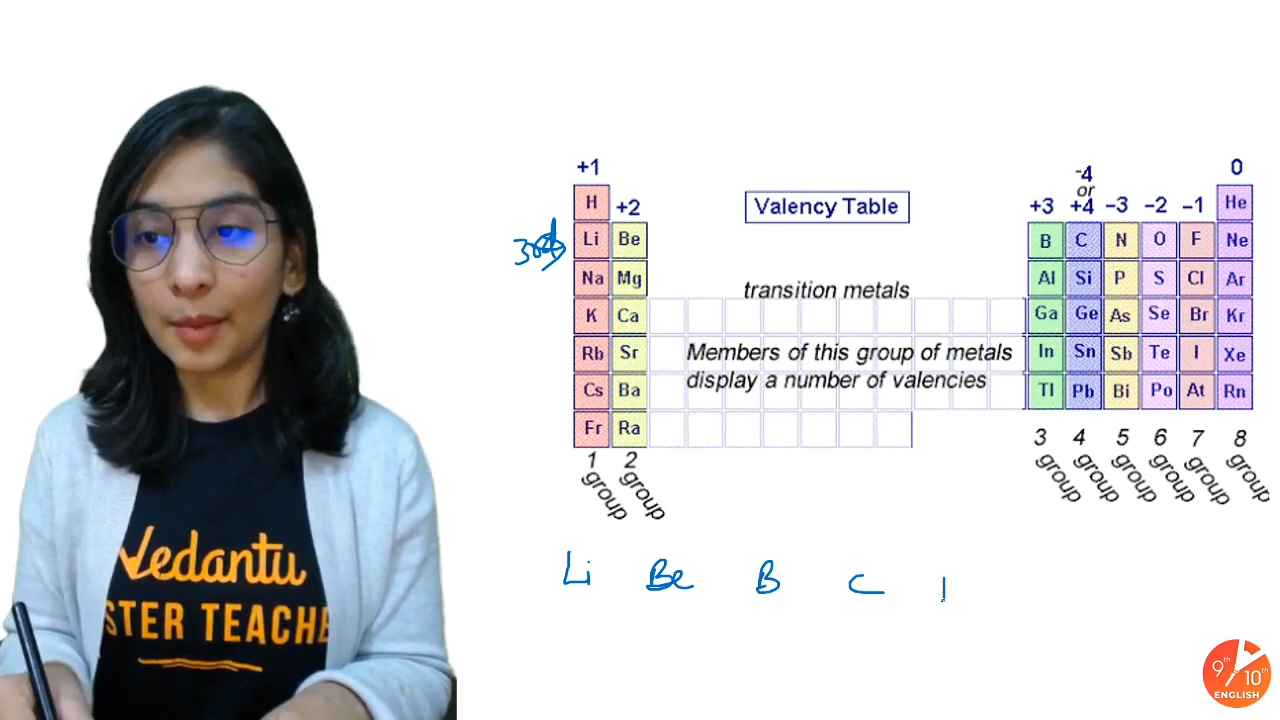 +1
-4
or
0
+2
Valency Table
+3 +4 −3 −2 −1
H He
Li Be B C N O F Ne
Na Mg Al Si P S Cl Ar
transition metals
K Ca Ga Ge As Se Br Kr
Rb Sr In Sn Sb Te I Xe
Members of this group of metals
display a number of valencies
Cs Ba Tl Pb Bi Po At Rn
Fr Ra
1 group
2 group
3 group
4 group
5 group
6 group
7 group
8 group
Li Be B C
Vedantu
STER TEACHE
9th 10th
ENGLISH